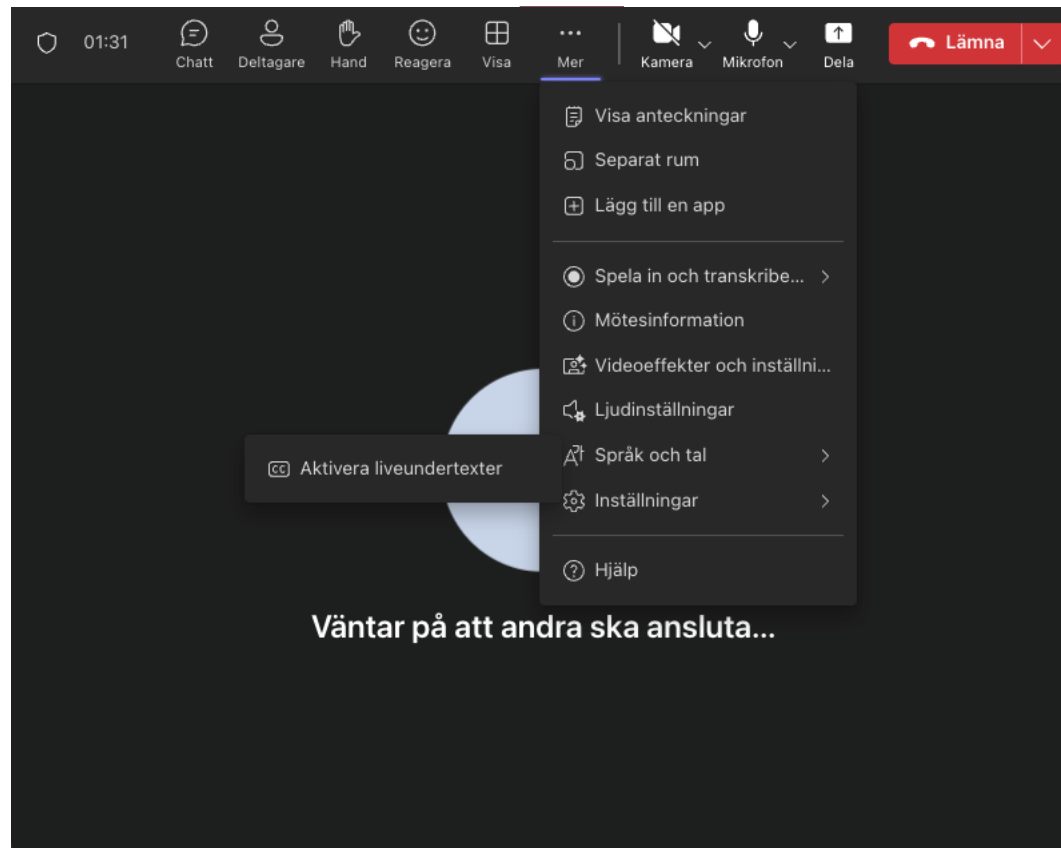 01:31
Chatt
Deltagare
Hand
Reagera
Visa
Mer
Kamera
Mikrofon
Dela
Lämna
Visa anteckningar
Separat rum
Lägg till en app
Spela in och transkribe...
Mötesinformation
Videoeffekter och inställni...
Ljudinställningar
Språk och tal
CC Aktivera liveundertexter
Inställningar
Hjälp
Väntar på att andra ska ansluta...